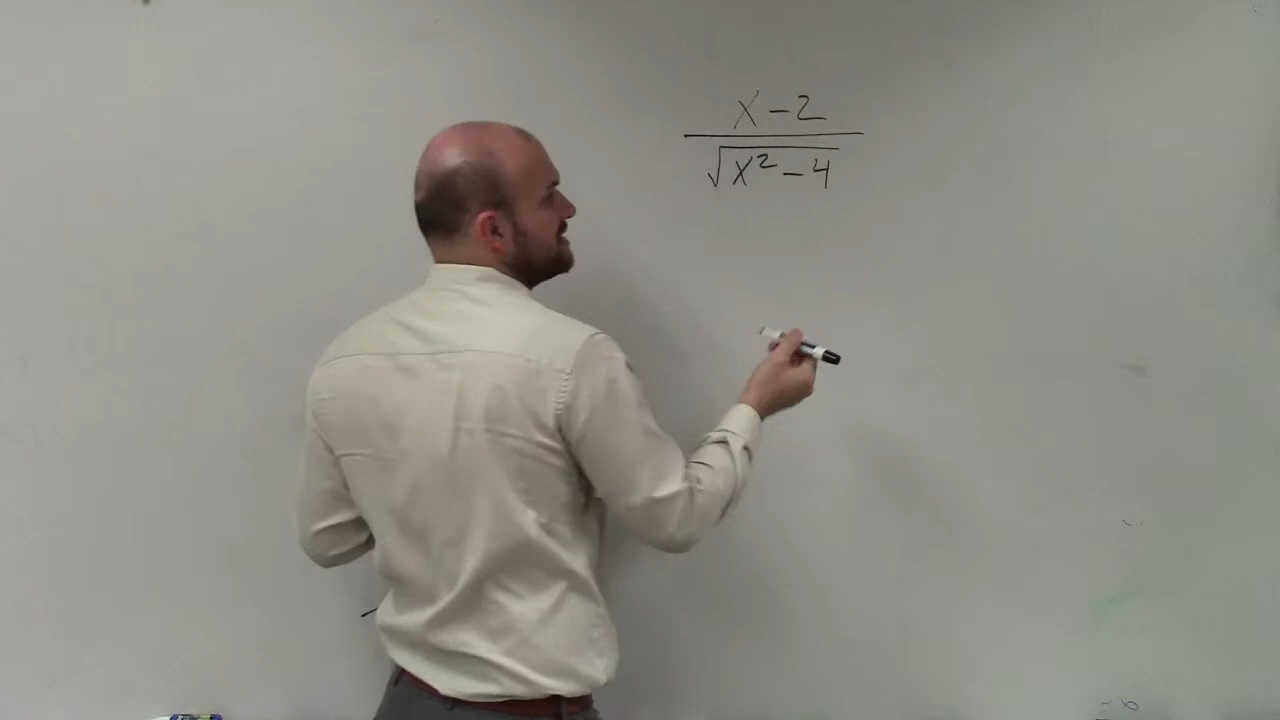 x - 2
√x² - 4